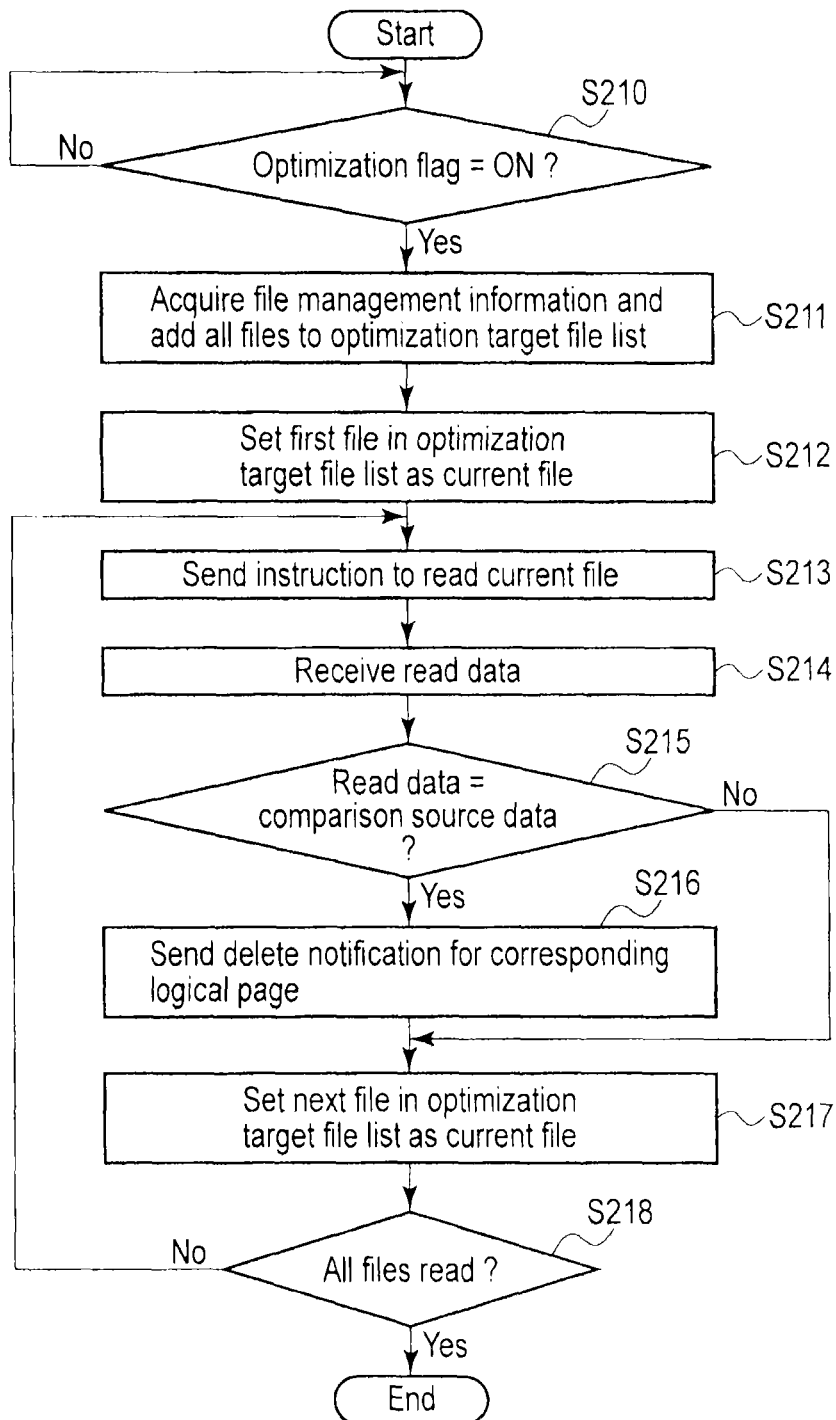 Start
S210
No
Optimization flag = ON ?
Yes
Acquire file management information and
add all files to optimization target file list
S211
Set first file in optimization
target file list as current file
S212
Send instruction to read current file
S213
Receive read data
S214
S215
Read data =
comparison source data
?
No
Yes
S216
Send delete notification for corresponding
logical page
Set next file in optimization
target file list as current file
S217
S218
No
All files read ?
Yes
End